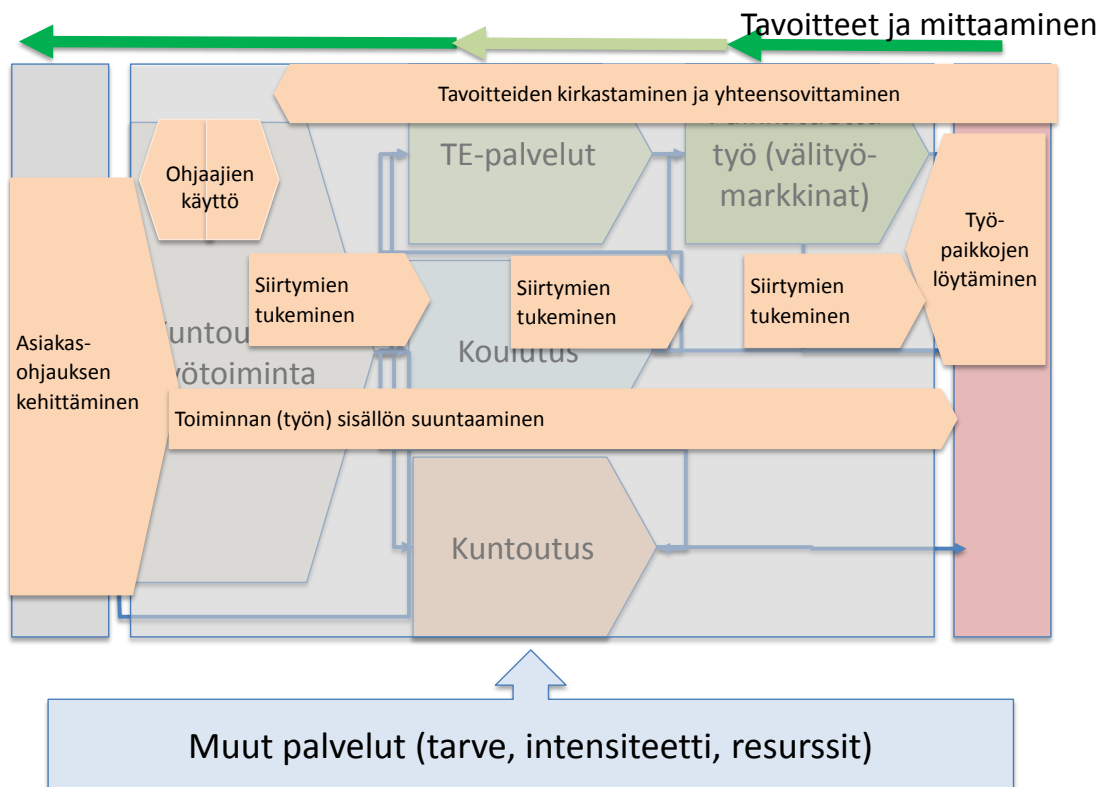 Tavoitteet ja mittaaminen
Tavoitteiden kirkastaminen ja yhteensovittaminen
TE-palvelut
työ (välityö-
markkinat)
Ohjaajien
käyttö
Työ-
paikkojen
löytäminen
Siirtymien
tukeminen
Siirtymien
tukeminen
Siirtymien
tukeminen
Koulutus
Asiakas-
ohjauksen
kehittäminen
Toiminnan (työn) sisällön suuntaaminen
Kuntoutus
Muut palvelut (tarve, intensiteetti, resurssit)